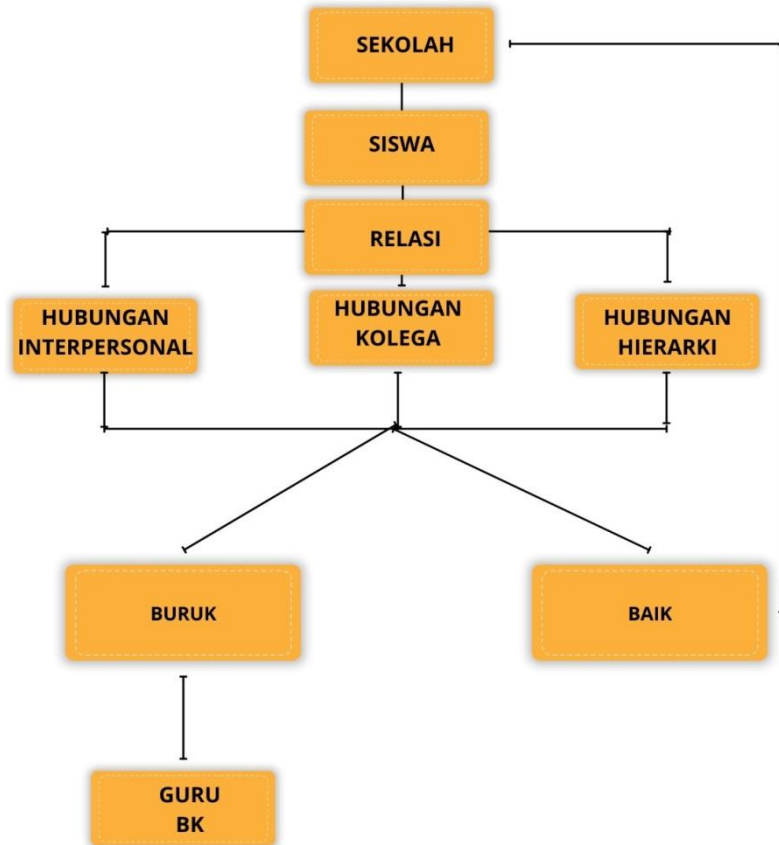 SEKOLAH
SISWA
RELASI
HUBUNGAN
INTERPERSONAL
HUBUNGAN
KOLEGA
HUBUNGAN
HIERARKI
BURUK
BAIK
GURU
BK